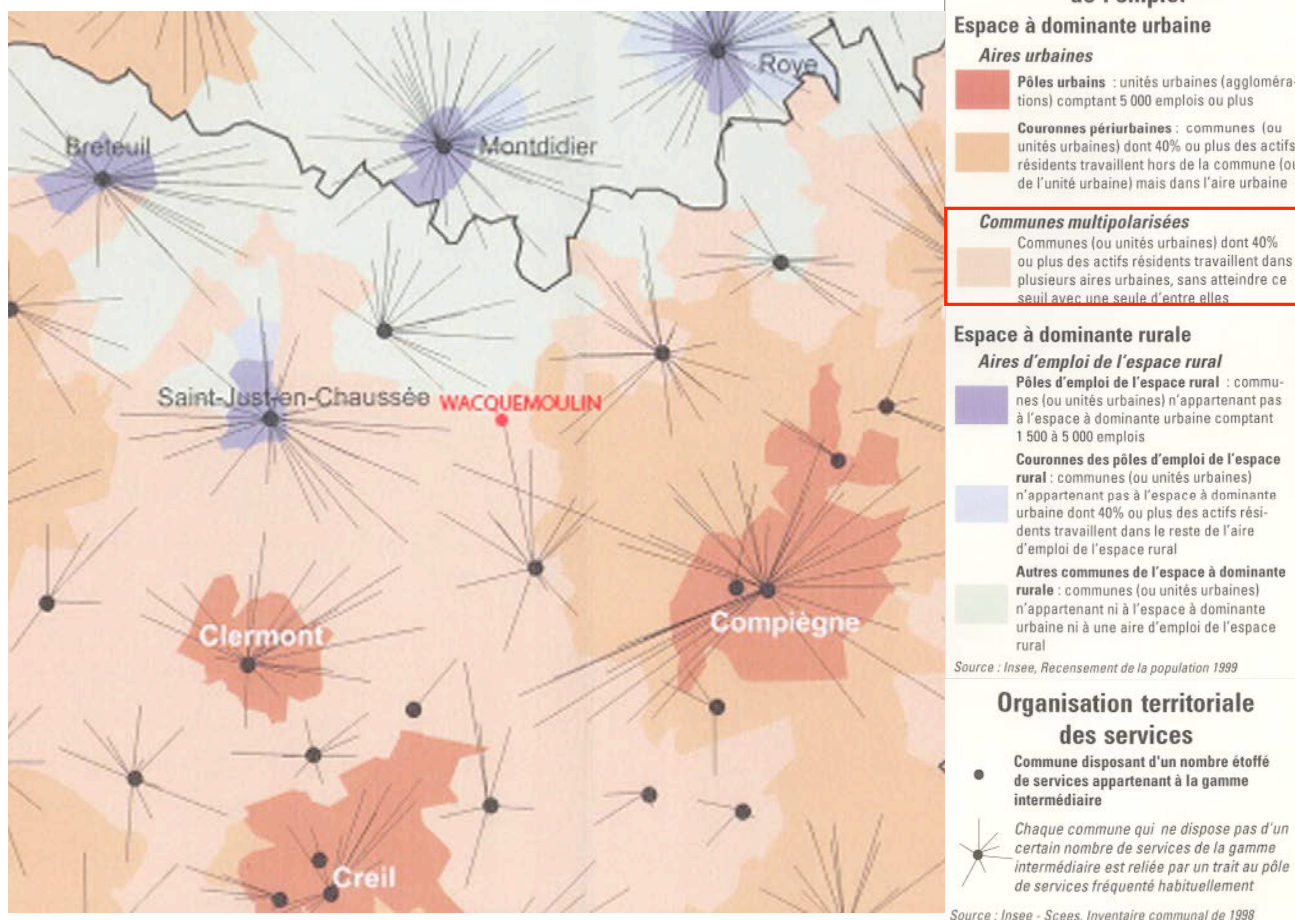 Roye
Breteuil
Montdidier
Saint-Just-en-Chaussée
WACQUEMOULIN
Clermont
Compiègne
Creil
de l'emploi
Espace à dominante urbaine
Aires urbaines
Pôles urbains : unités urbaines (aggloméra-
tions) comptant 5 000 emplois ou plus
Couronnes périurbaines : communes (ou
unités urbaines) dont 40% ou plus des actifs
résidents travaillent hors de la commune (ou
de l'unité urbaine) mais dans l'aire urbaine
Communes multipolarisées
Communes (ou unités urbaines) dont 40%
ou plus des actifs résidents travaillent dans
plusieurs aires urbaines, sans atteindre ce
seuil avec une seule d'entre elles
Espace à dominante rurale
Aires d'emploi de l'espace rural
Pôles d'emploi de l'espace rural : commu-
nes (ou unités urbaines) n'appartenant pas
à l'espace à dominante urbaine comptant
1 500 à 5 000 emplois
Couronnes des pôles d'emploi de l'espace
rural : communes (ou unités urbaines)
n'appartenant pas à l'espace à dominante
urbaine dont 40% ou plus des actifs rési-
dents travaillent dans le reste de l'aire
d'emploi de l'espace rural
Autres communes de l'espace à dominante
rurale : communes (ou unités urbaines)
n'appartenant ni à l'espace à dominante
urbaine ni à une aire d'emploi de l'espace
rural
Source : Insee, Recensement de la population 1999
Organisation territoriale
des services
Commune disposant d'un nombre étoffé
de services appartenant à la gamme
intermédiaire
Chaque commune qui ne dispose pas d'un
certain nombre de services de la gamme
intermédiaire est reliée par un trait au pôle
de services fréquenté habituellement
Source : Insee - Scees, Inventaire communal de 1998